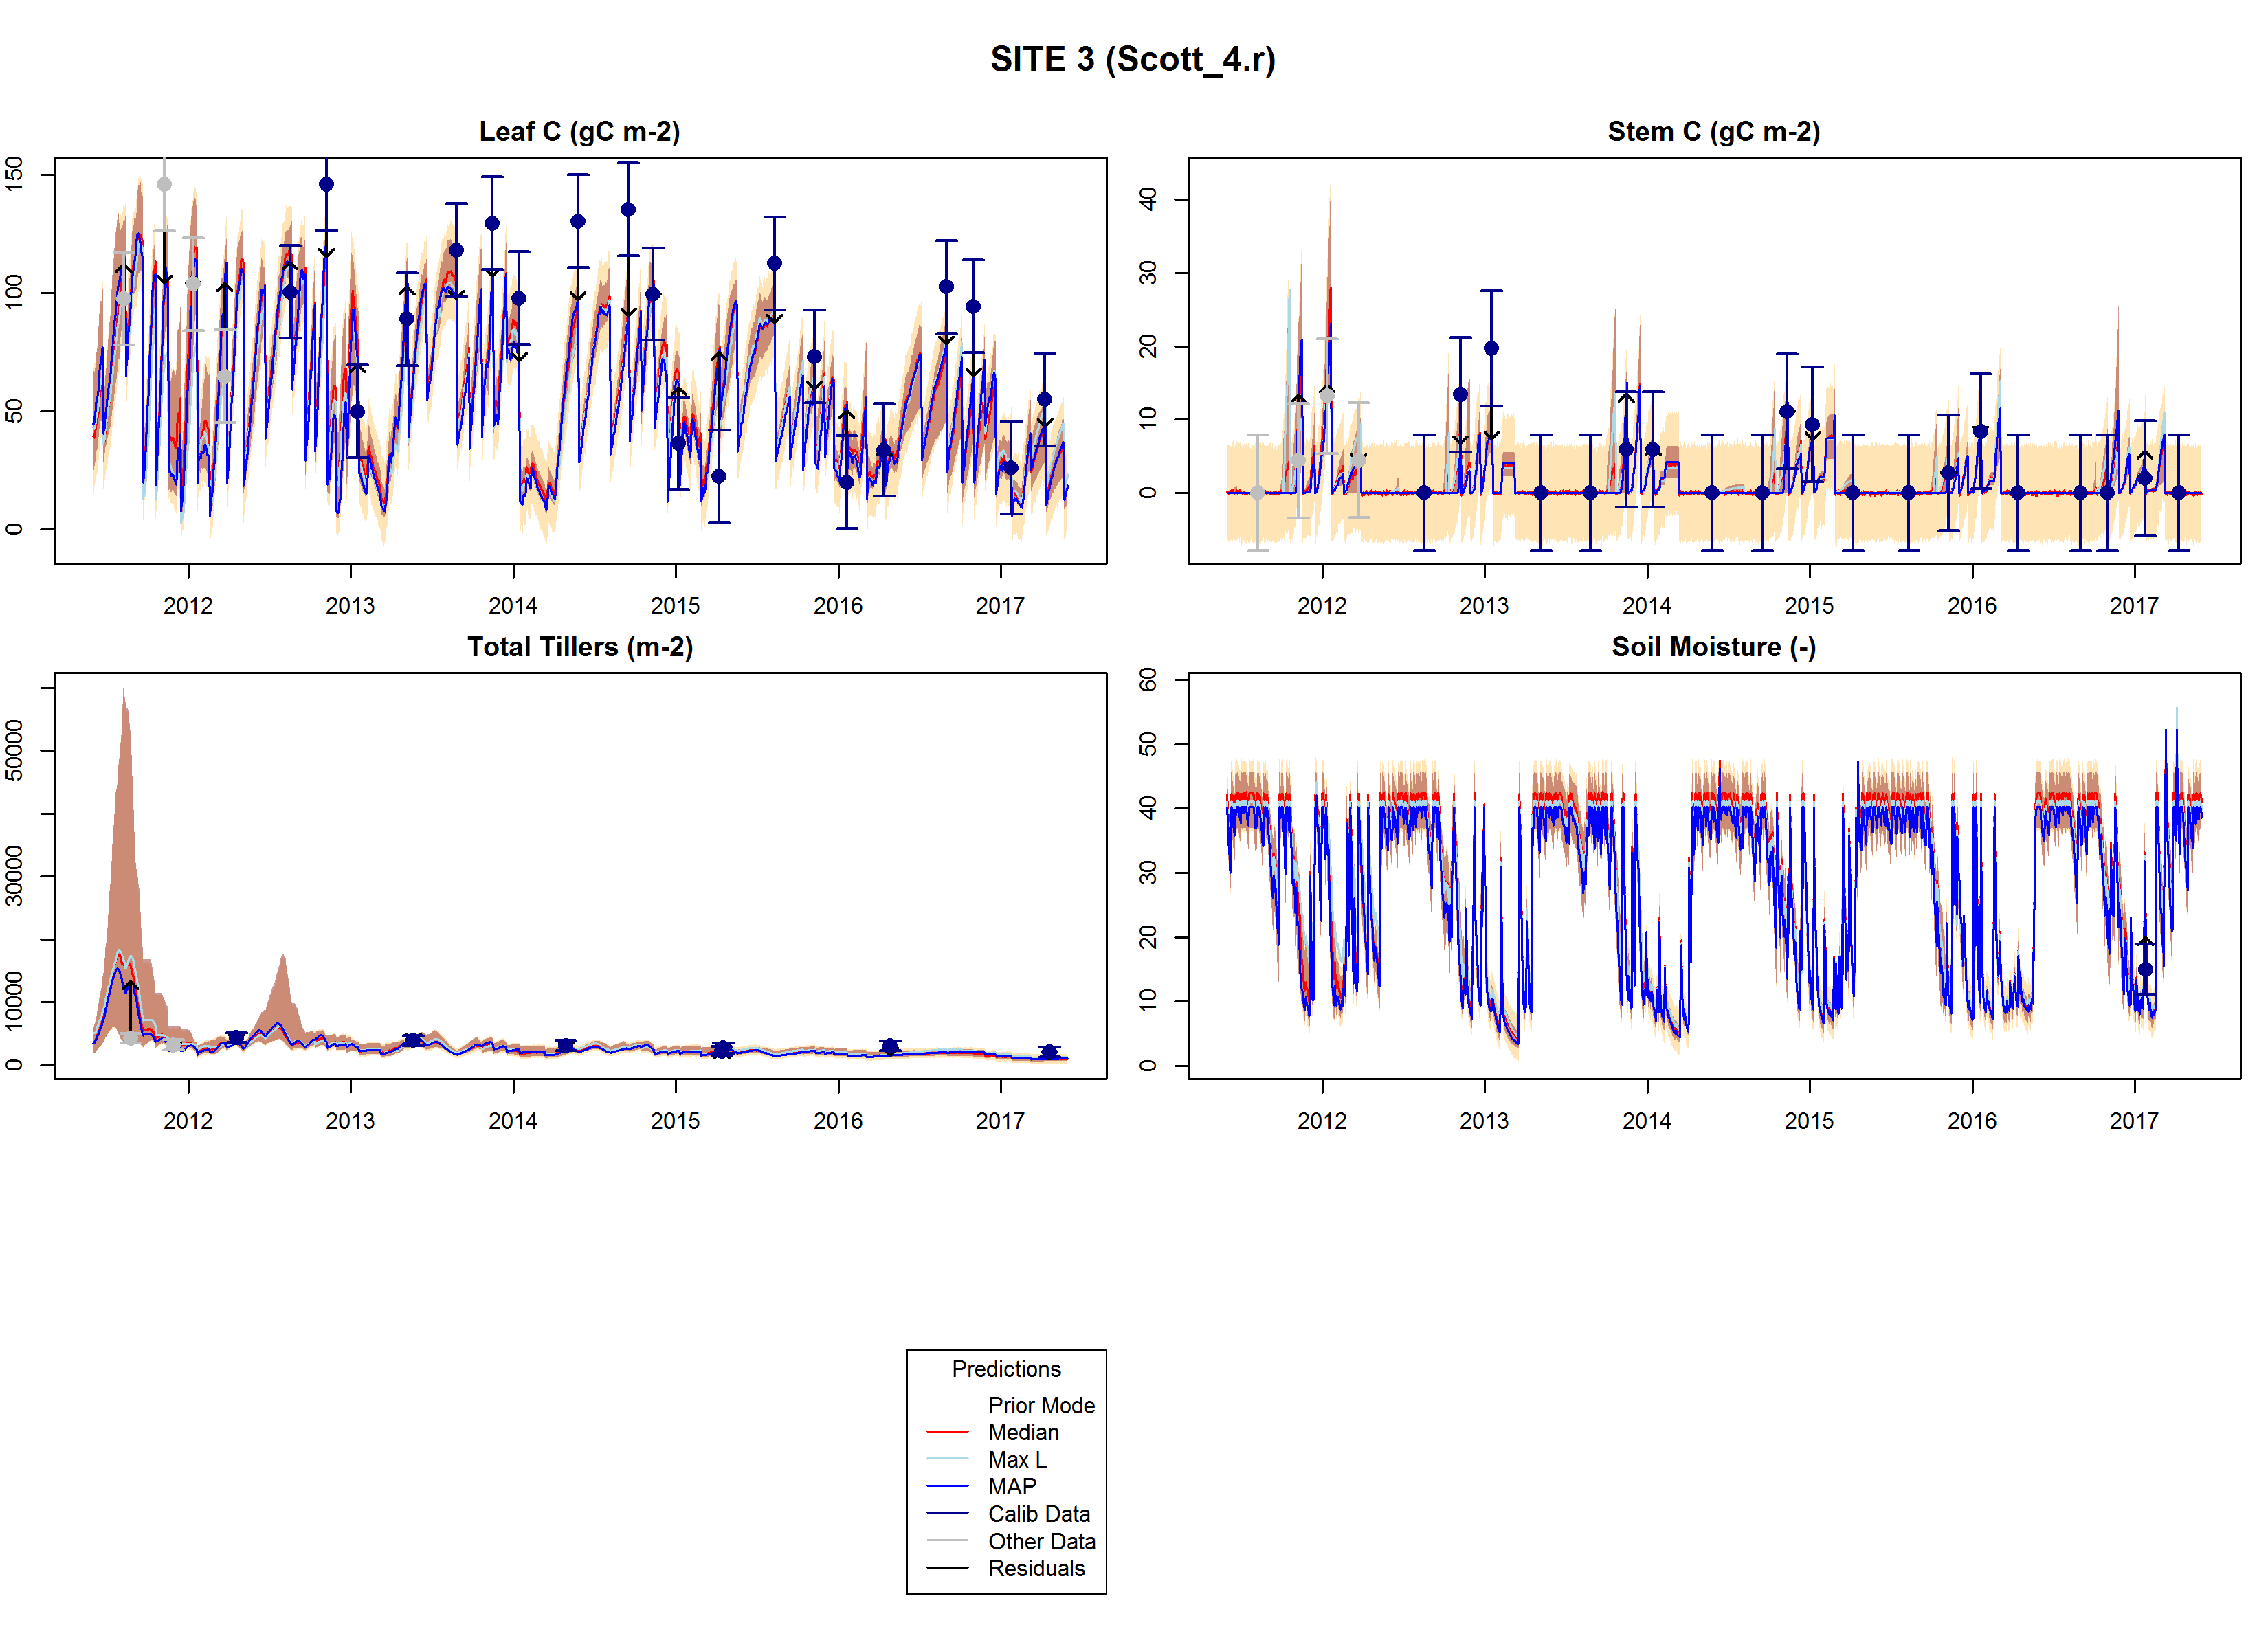 SITE 3 (Scott_4.r)
Leaf C (gC m-2)
0 50 100 150
2012 2013 2014 2015 2016 2017
Stem C (gC m-2)
0 10 20 30 40
2012 2013 2014 2015 2016 2017
Total Tillers (m-2)
0 10000 30000 50000
2012 2013 2014 2015 2016 2017
Soil Moisture (-)
0 10 20 30 40 50 60
2012 2013 2014 2015 2016 2017
Predictions
Prior Mode
Median
Max L
MAP
Calib Data
Other Data
Residuals